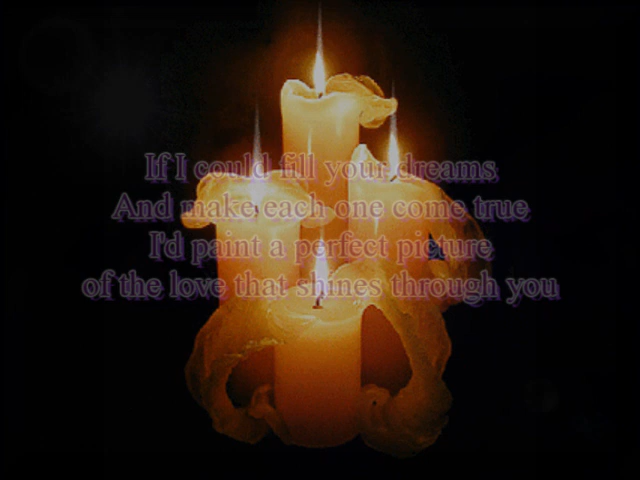 If I could fill your dreams
And make each one come true
I'd paint a perfect picture
of the love that shines through you